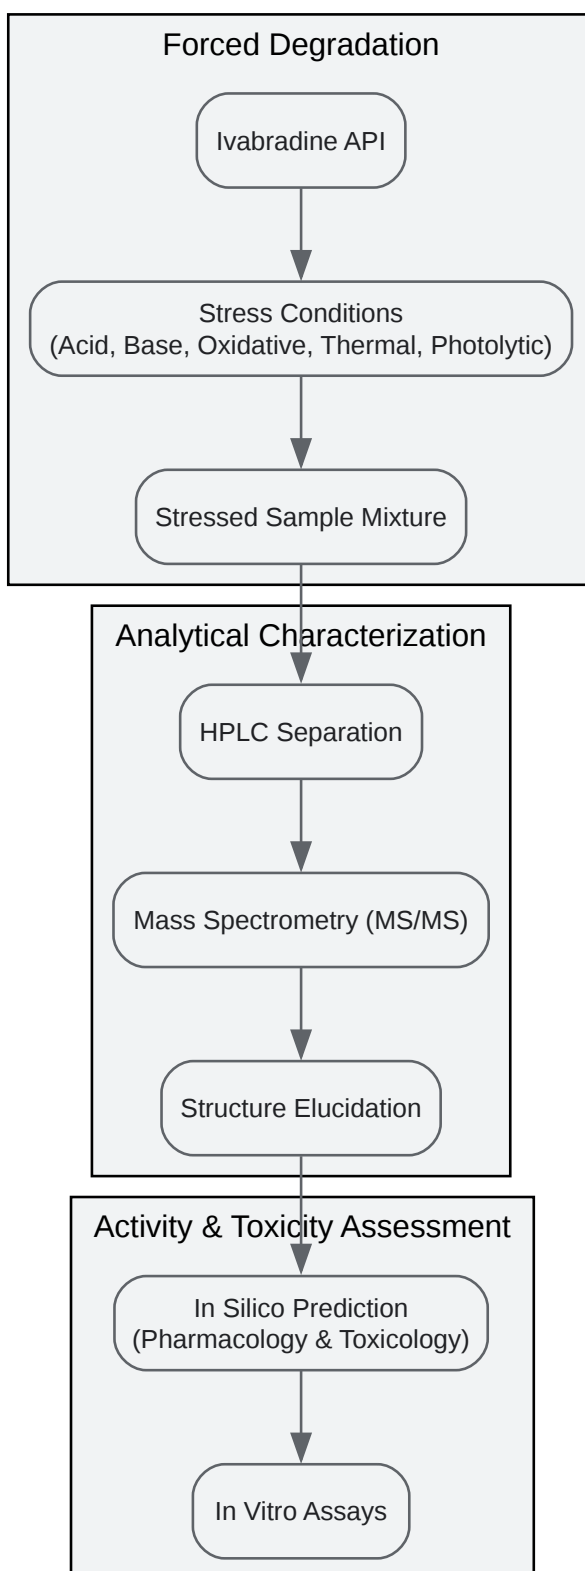 Forced Degradation
Ivabradine API
Stress Conditions
(Acid, Base, Oxidative, Thermal, Photolytic)
Stressed Sample Mixture
Analytical Characterization
HPLC Separation
Mass Spectrometry (MS/MS)
Structure Elucidation
Activity & Toxicity Assessment
In Silico Prediction
(Pharmacology & Toxicology)
In Vitro Assays